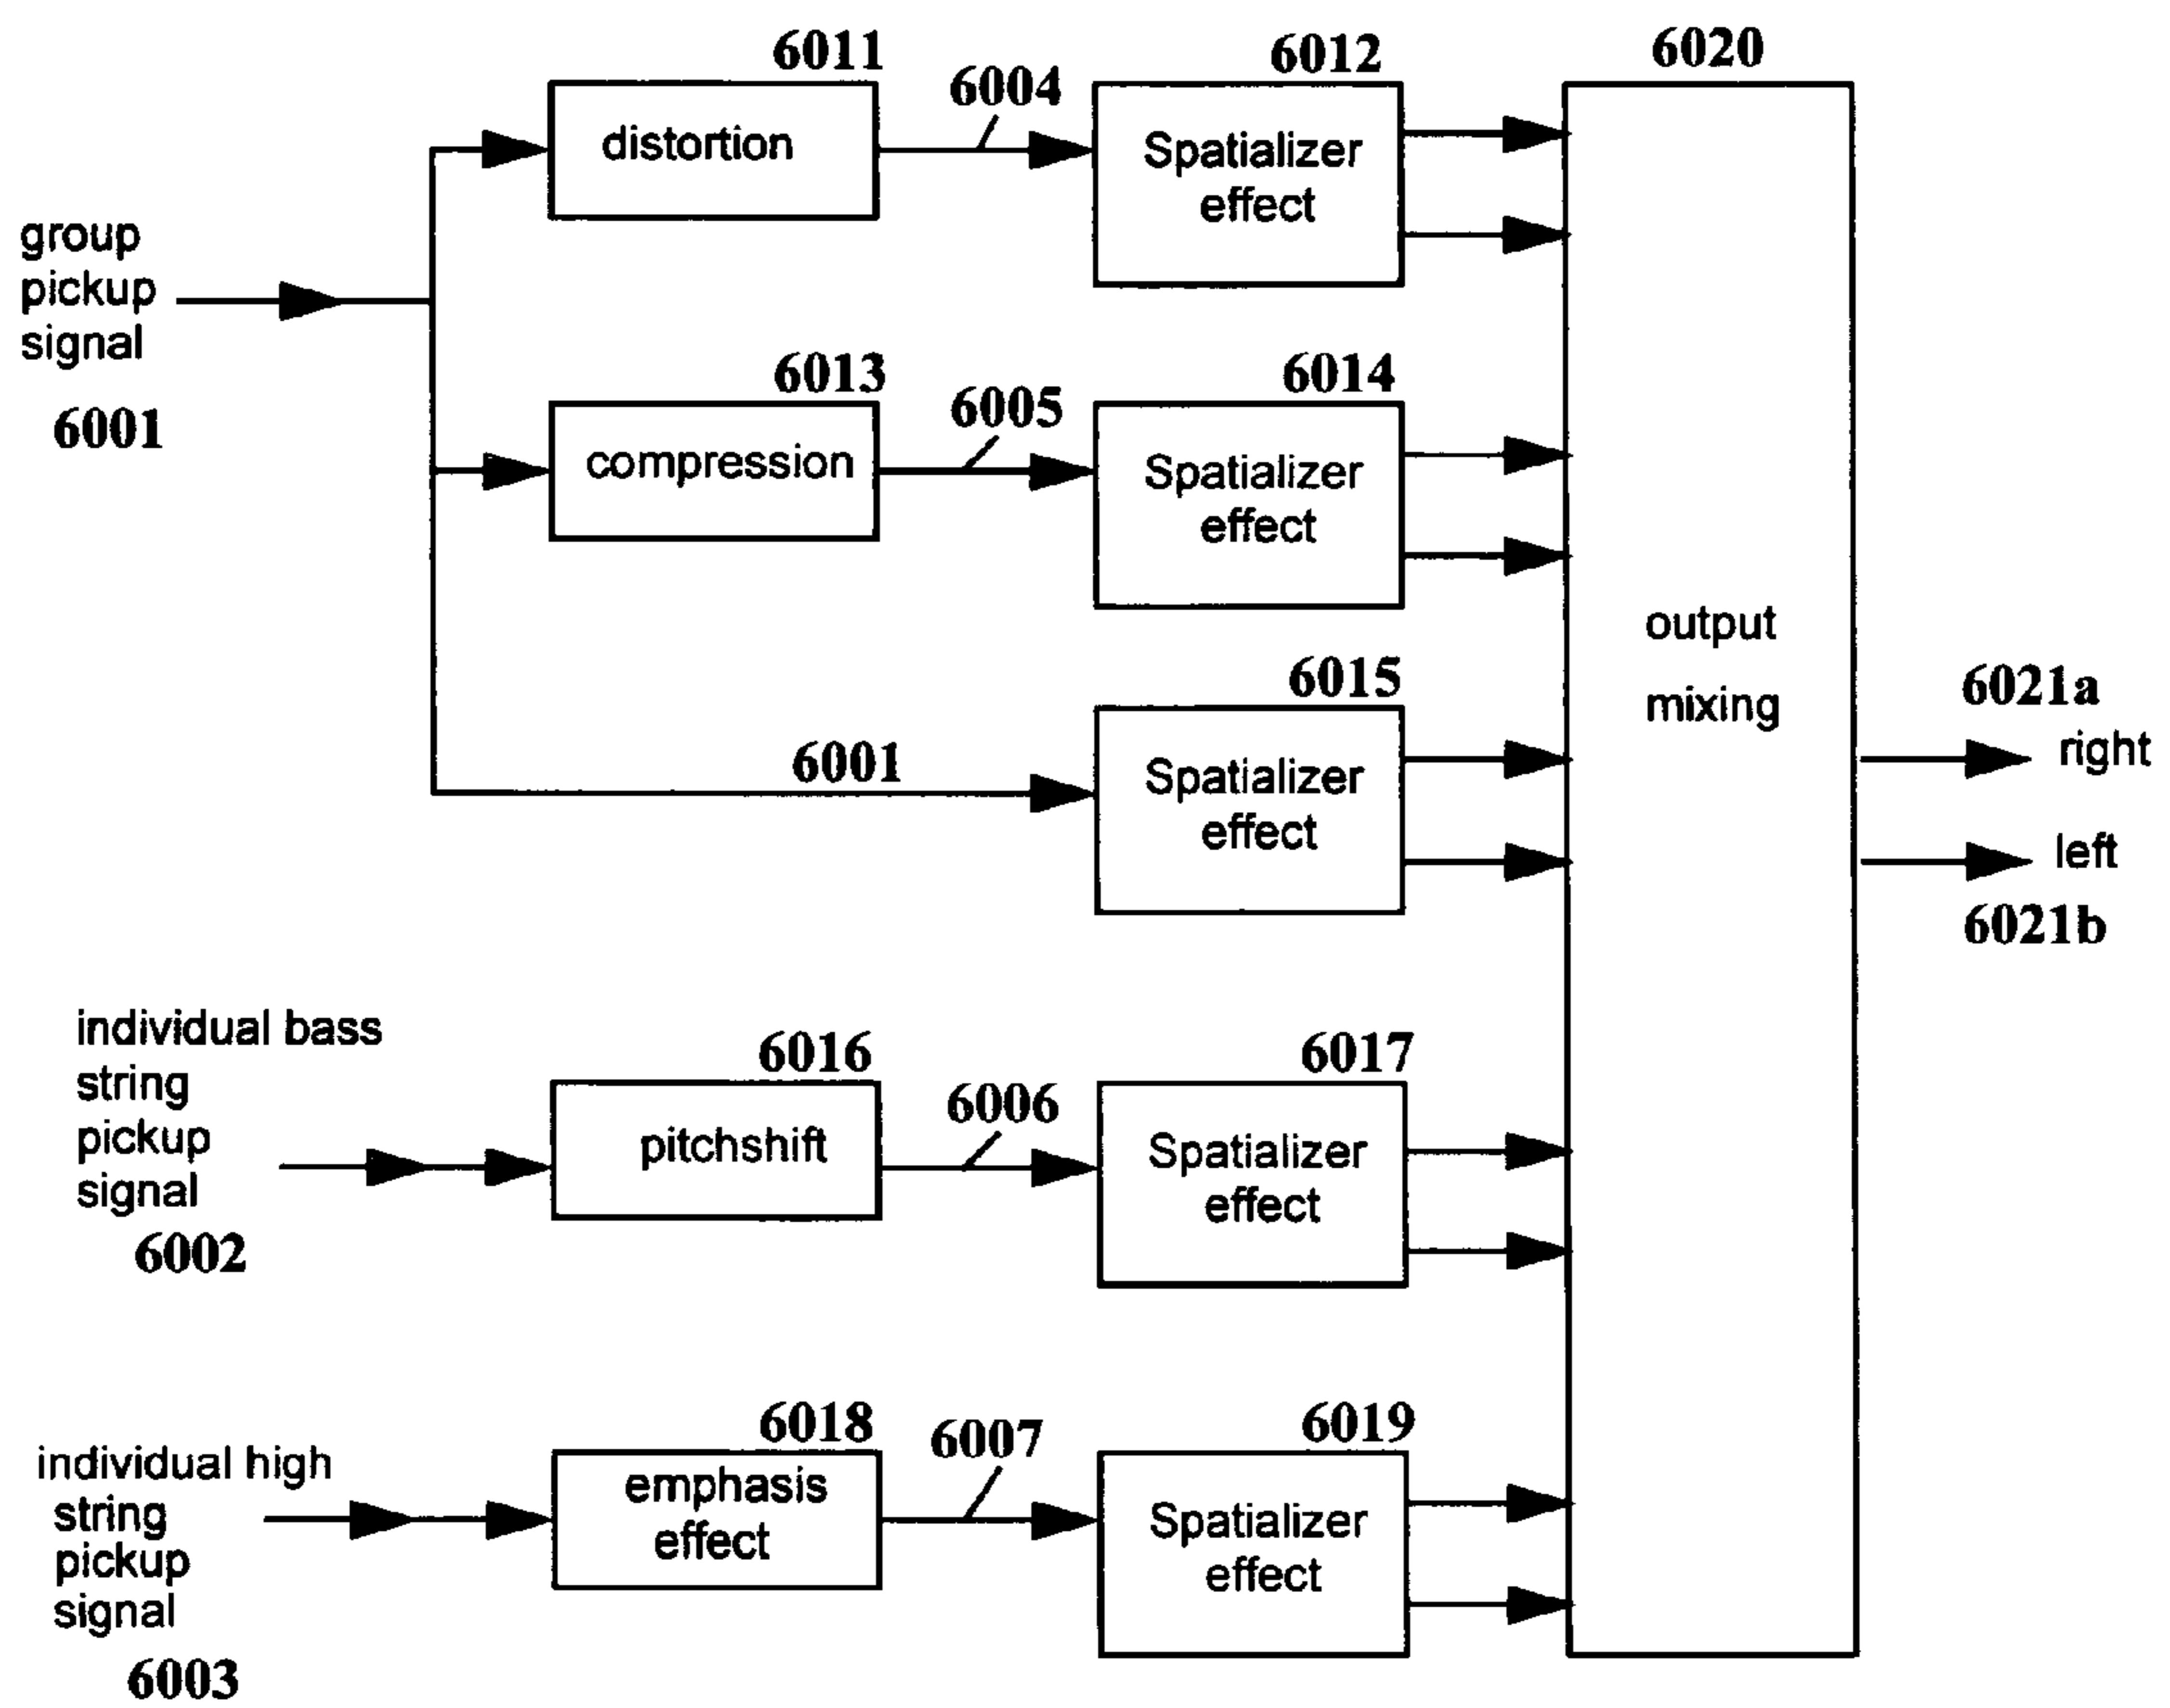 6011
6004
6012
6020
distortion
Spatializer
effect
group
pickup
signal
6001
6013
6005
6014
compression
Spatializer
effect
output
mixing
6015
6001
Spatializer
effect
6021a
right
left
6021b
individual bass
string
pickup
signal
6002
6016
6006
6017
pitchshift
Spatializer
effect
individual high
string
pickup
signal
6003
6018
6007
6019
emphasis
effect
Spatializer
effect